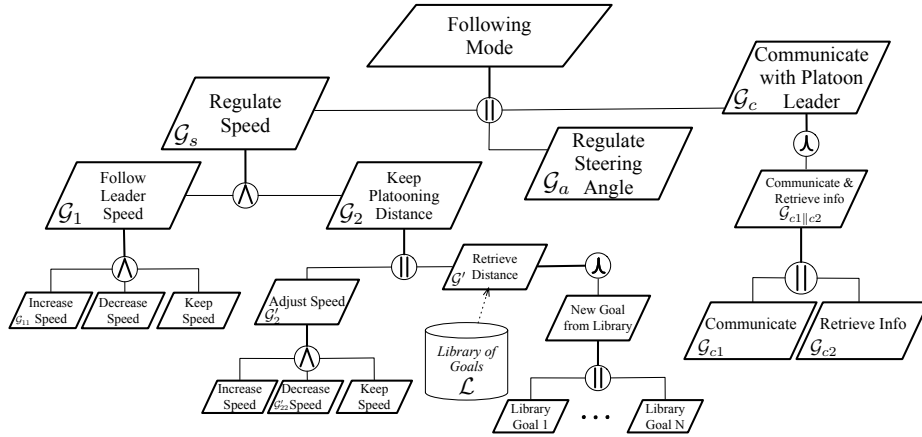 Following
Mode
||
Regulate
Speed
𝒢s
Regulate
Steering
Angle
𝒢a
Communicate
with Platoon
Leader
𝒢c
⋏
Follow
Leader
Speed
𝒢1
∧
Keep
Platooning
Distance
𝒢2
Communicate &
Retrieve info
𝒢c1∥c2
∧
Increase
𝒢11 Speed
Decrease
Speed
Keep
Speed
||
Adjust Speed
𝒢′2
Retrieve
Distance
𝒢′
⋏
New Goal
from Library
||
Communicate
𝒢c1
Retrieve Info
𝒢c2
∧
Increase
Speed
Decrease
𝒢′22 Speed
Keep
Speed
Library of
Goals
ℒ
||
Library
Goal 1
• • •
Library
Goal N